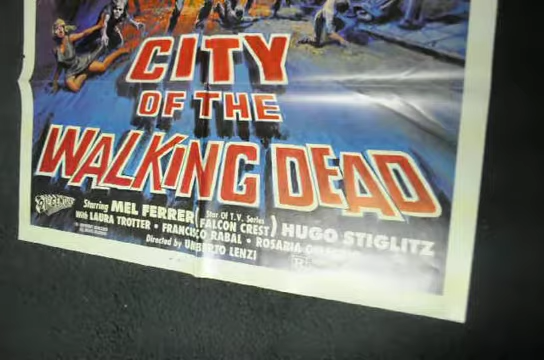 CITY
OF THE
WALKING DEAD
Starring MEL FERRER (Star Of T.V. Series FALCON CREST) HUGO STIGLITZ
With LAURA TROTTER • FRANCISCO RABAL • ROSARIA
Directed by UMBERTO LENZI
R